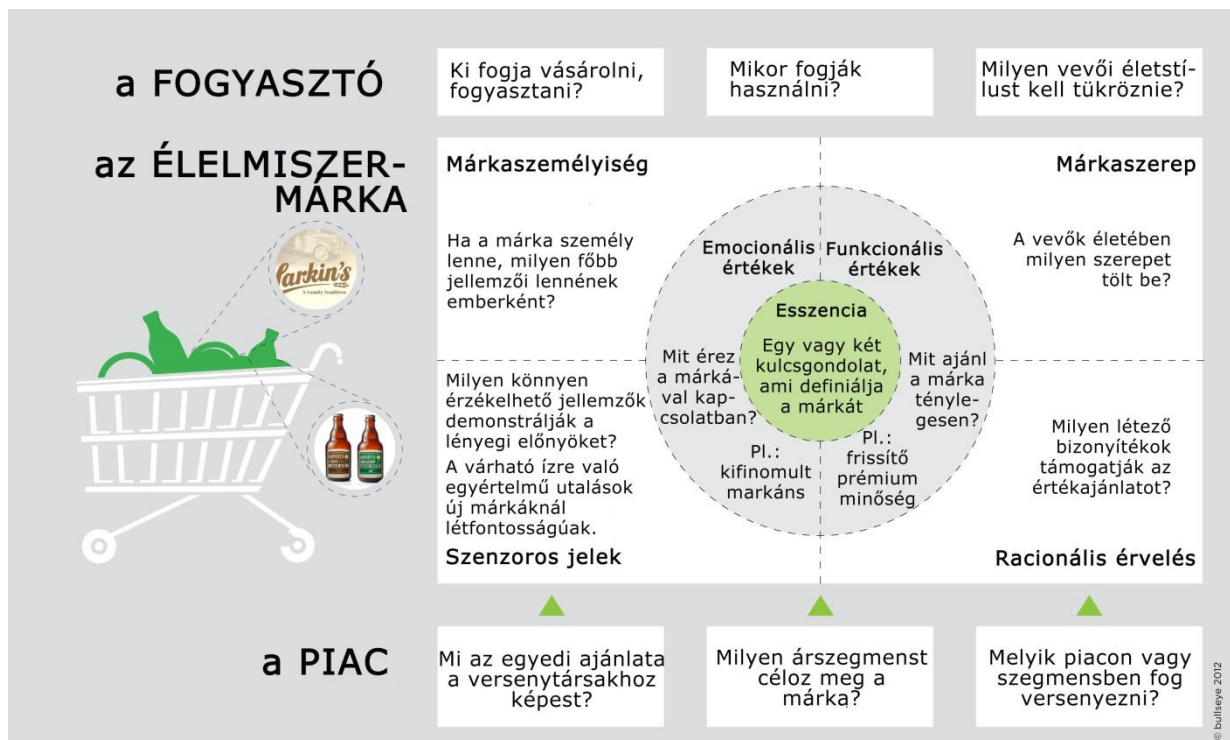 a FOGYASZTÓ
Ki fogja vásárolni,
fogyasztani?
Mikor fogják
használni?
Milyen vevői életstí-
lust kell tükröznie?
az ÉLELMISZER-
MÁRKA
Márkaszemélyiség
Ha a márka személy
lenne, milyen főbb
jellemzői lennének
emberként?
Márkaszerep
A vevők életében
milyen szerepet
tölt be?
Emocionális
értékek
Funkcionális
értékek
Esszencia
Egy vagy két
kulcsgondolat,
ami definiálja
a márkát
Mit érez
a márká-
val kap-
csolatban?
Pl.:
kifinomult
markáns
Mit ajánl
a márka
tényle-
gesen?
Pl.:
frissítő
prémium
minőség
Milyen könnyen
érzékelhető jellemzők
demonstrálják a
lényegi előnyöket?
A várható ízre való
egyértelmű utalások
új márkáknál
létfontosságúak.
Szenzoros jelek
Milyen létező
bizonyítékok
támogatják az
értékajánlatot?
Racionális érvelés
Larkin's
A Family Tradition
a PIAC
Mi az egyedi ajánlata
a versenytársakhoz
képest?
Milyen árszegmenst
céloz meg a
márka?
Melyik piacon vagy
szegmensben fog
versenyezni?
© bullseye 2012